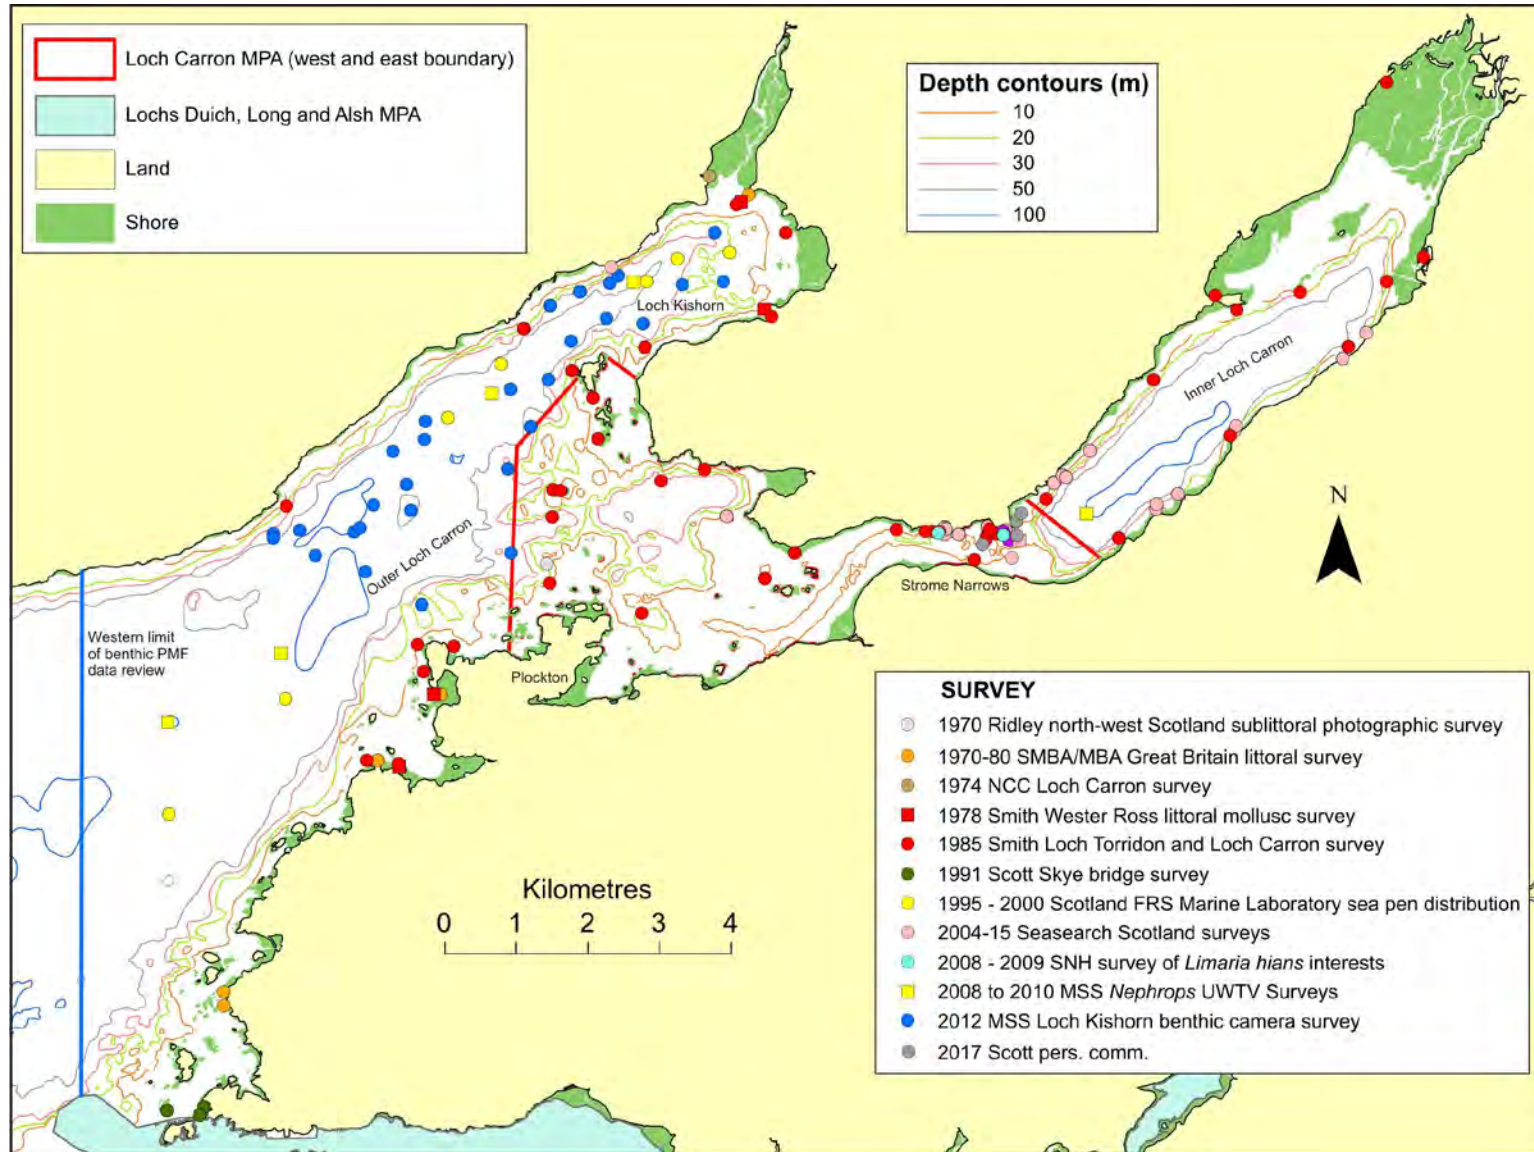 Loch Carron MPA (west and east boundary)
Lochs Duich, Long and Alsh MPA
Land
Shore
Depth contours (m)
10
20
30
50
100
Loch Kishorn
Inner Loch Carron
Outer Loch Carron
N
Strome Narrows
Western limit
of benthic PMF
data review
Plockton
Kilometres
0 1 2 3 4
SURVEY
1970 Ridley north-west Scotland sublittoral photographic survey
1970-80 SMBA/MBA Great Britain littoral survey
1974 NCC Loch Carron survey
1978 Smith Wester Ross littoral mollusc survey
1985 Smith Loch Torridon and Loch Carron survey
1991 Scott Skye bridge survey
1995 - 2000 Scotland FRS Marine Laboratory sea pen distribution
2004-15 Seasearch Scotland surveys
2008 - 2009 SNH survey of Limaria hians interests
2008 to 2010 MSS Nephrops UWTV Surveys
2012 MSS Loch Kishorn benthic camera survey
2017 Scott pers. comm.